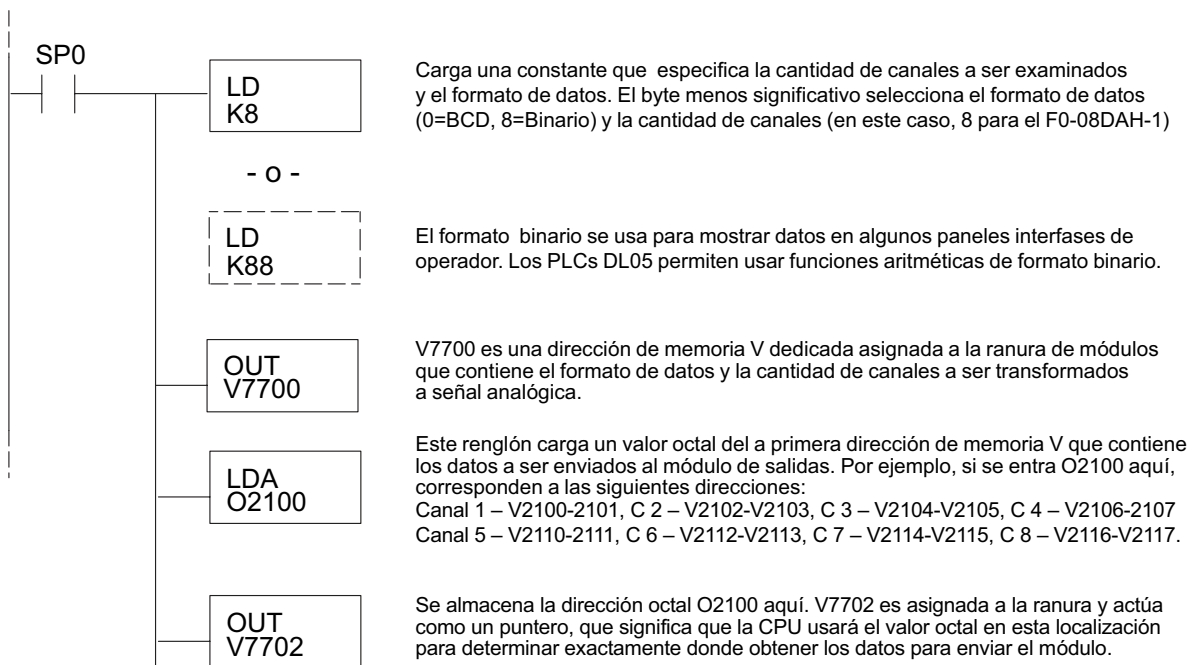 SP0
LD
K8
Carga una constante que especifica la cantidad de canales a ser examinados
y el formato de datos. El byte menos significativo selecciona el formato de datos
(0=BCD, 8=Binario) y la cantidad de canales (en este caso, 8 para el F0-08DAH-1)
- o -
LD
K88
El formato binario se usa para mostrar datos en algunos paneles interfases de
operador. Los PLCs DL05 permiten usar funciones aritméticas de formato binario.
OUT
V7700
V7700 es una dirección de memoria V dedicada asignada a la ranura de módulos
que contiene el formato de datos y la cantidad de canales a ser transformados
a señal analógica.
LDA
O2100
Este renglón carga un valor octal del a primera dirección de memoria V que contiene
los datos a ser enviados al módulo de salidas. Por ejemplo, si se entra O2100 aquí,
corresponden a las siguientes direcciones:
Canal 1 – V2100-2101, C 2 – V2102-V2103, C 3 – V2104-V2105, C 4 – V2106-2107
Canal 5 – V2110-2111, C 6 – V2112-V2113, C 7 – V2114-V2115, C 8 – V2116-V2117.
OUT
V7702
Se almacena la dirección octal O2100 aquí. V7702 es asignada a la ranura y actúa
como un puntero, que significa que la CPU usará el valor octal en esta localización
para determinar exactamente donde obtener los datos para enviar el módulo.